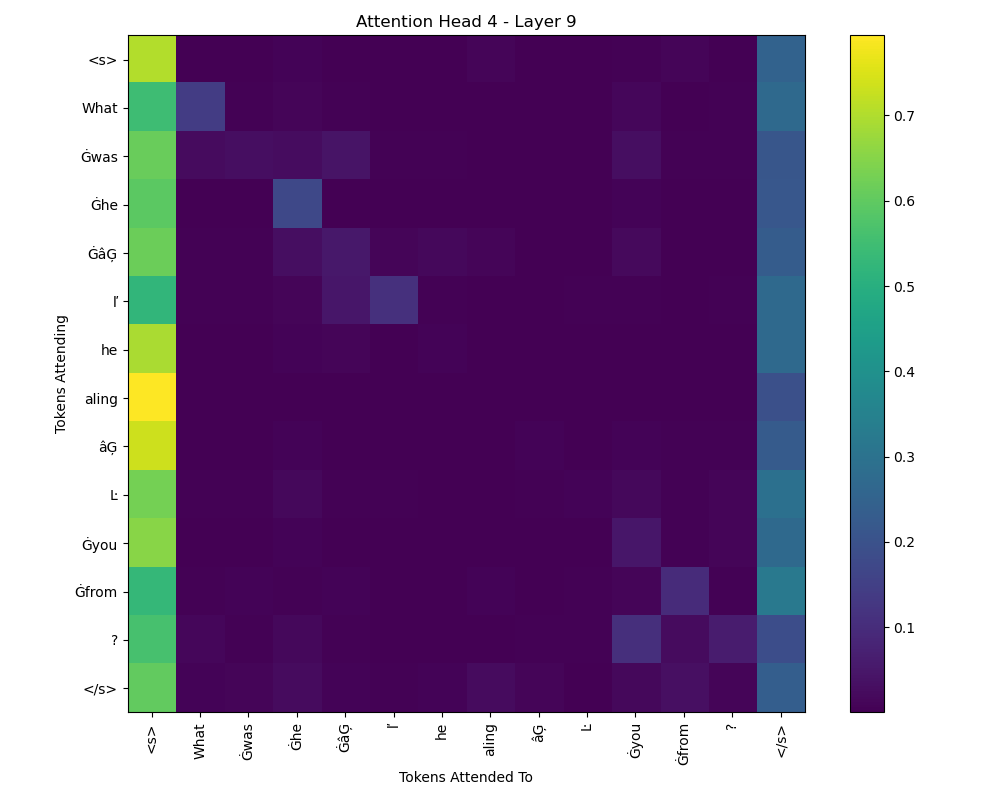 Attention Head 4 - Layer 9
Tokens Attending
<s>
What
Ġwas
Ġhe
ĠâĢ
ľ
he
aling
âĢ
Ŀ
Ġyou
Ġfrom
?
</s>
<s>
What
Ġwas
Ġhe
ĠâĢ
ľ
he
aling
âĢ
Ŀ
Ġyou
Ġfrom
?
</s>
Tokens Attended To
0.7
0.6
0.5
0.4
0.3
0.2
0.1